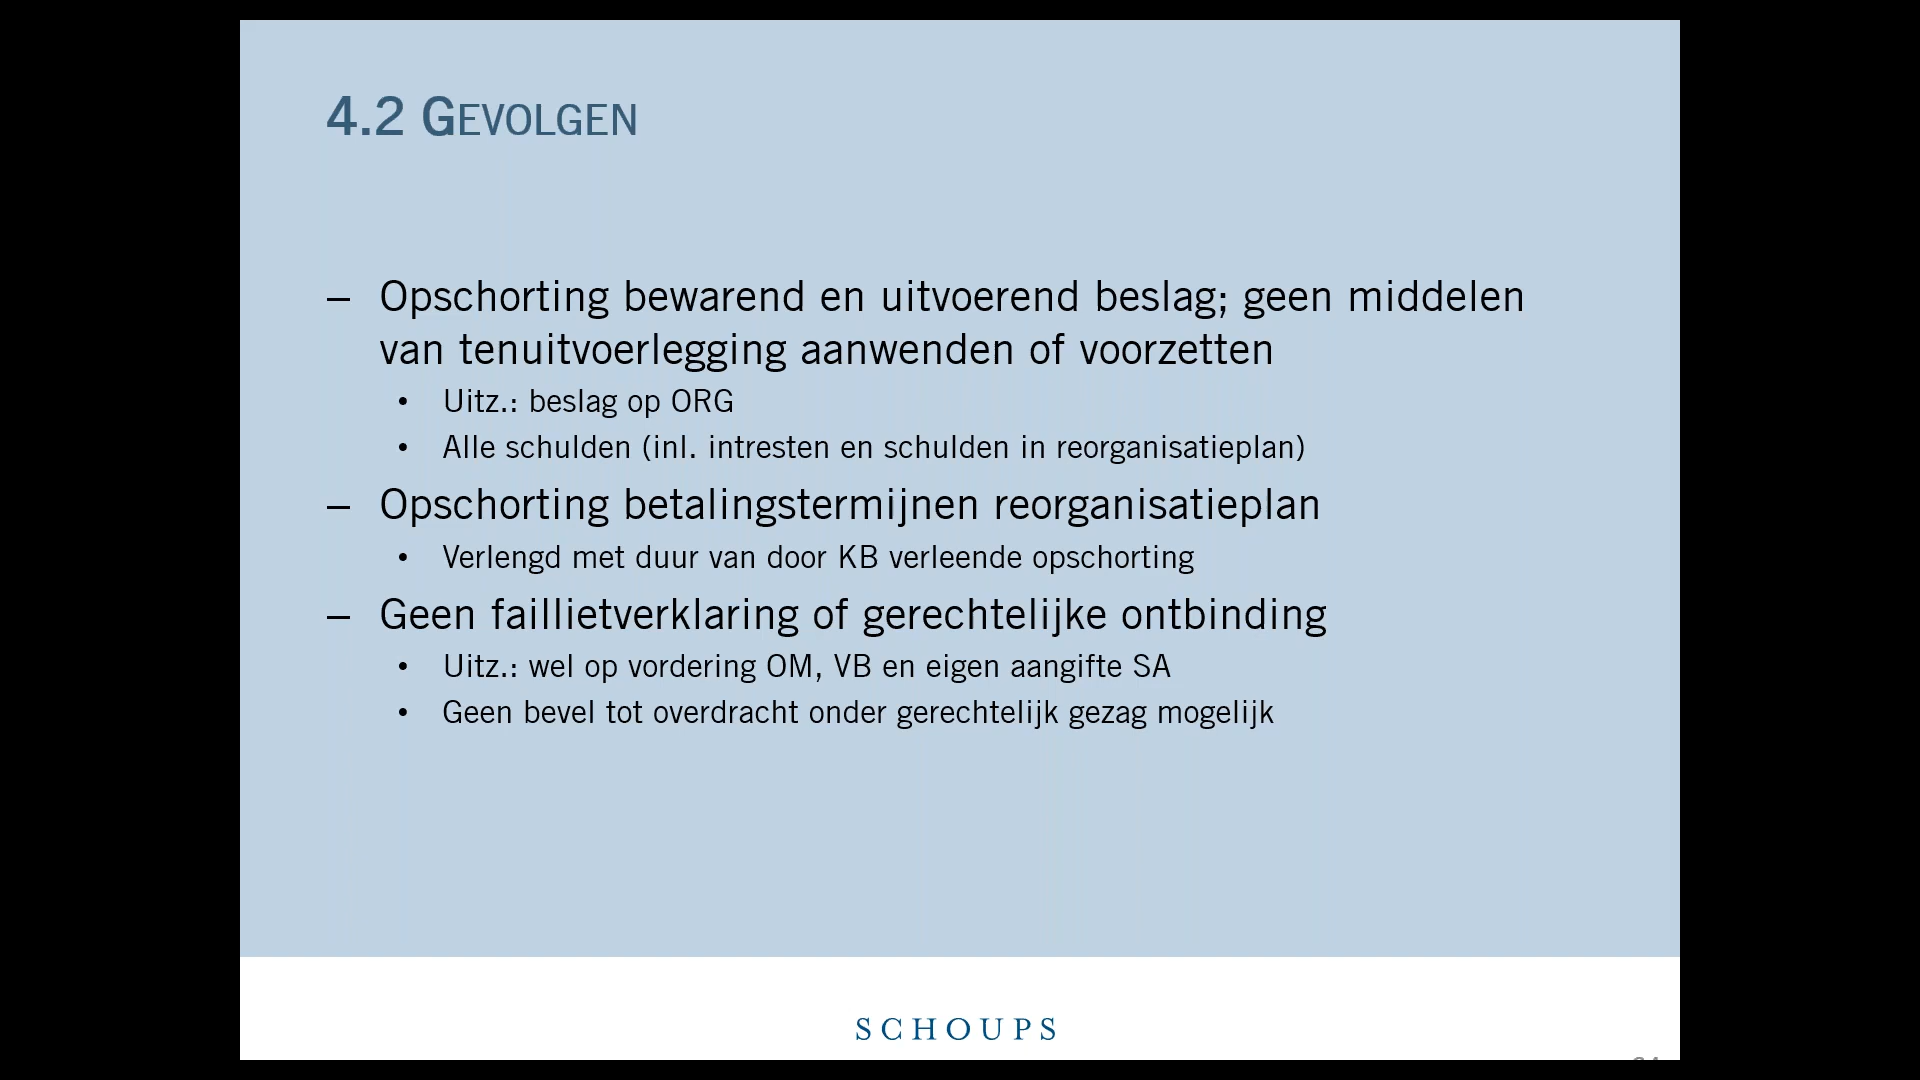 4.2 GEVOLGEN
– Opschorting bewarend en uitvoerend beslag; geen middelen
van tenuitvoerlegging aanwenden of voorzetten
• Uitz.: beslag op ORG
• Alle schulden (inl. intresten en schulden in reorganisatieplan)
– Opschorting betalingstermijnen reorganisatieplan
• Verlengd met duur van door KB verleende opschorting
– Geen faillietverklaring of gerechtelijke ontbinding
• Uitz.: wel op vordering OM, VB en eigen aangifte SA
• Geen bevel tot overdracht onder gerechtelijk gezag mogelijk
SCHOUPS